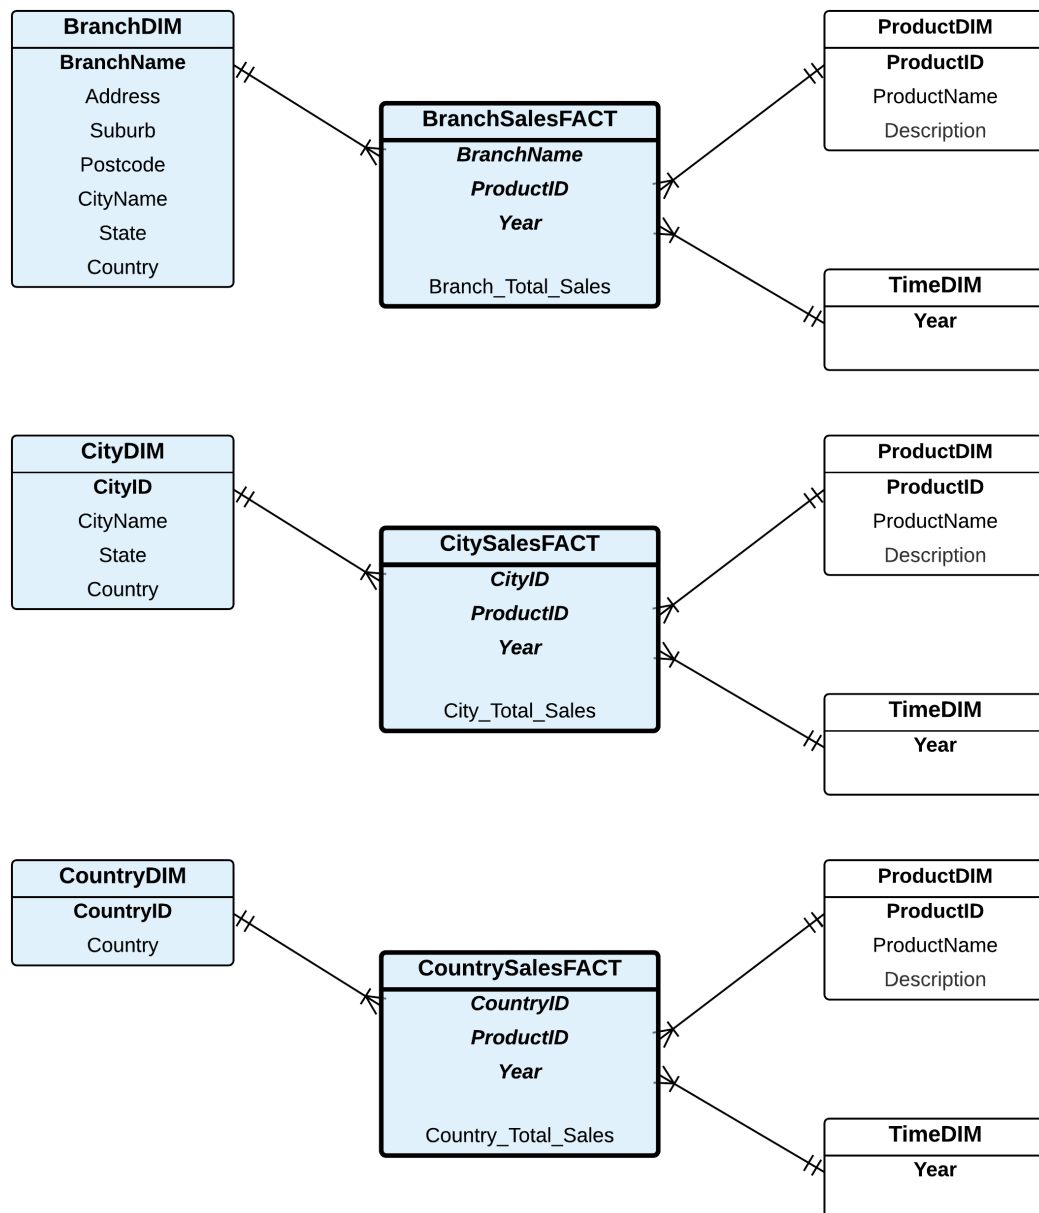 BranchDIM
BranchName
Address
Suburb
Postcode
CityName
State
Country
BranchSalesFACT
BranchName
ProductID
Year
Branch_Total_Sales
ProductDIM
ProductID
ProductName
Description
TimeDIM
Year
CityDIM
CityID
CityName
State
Country
CitySalesFACT
CityID
ProductID
Year
City_Total_Sales
ProductDIM
ProductID
ProductName
Description
TimeDIM
Year
CountryDIM
CountryID
Country
CountrySalesFACT
CountryID
ProductID
Year
Country_Total_Sales
ProductDIM
ProductID
ProductName
Description
TimeDIM
Year